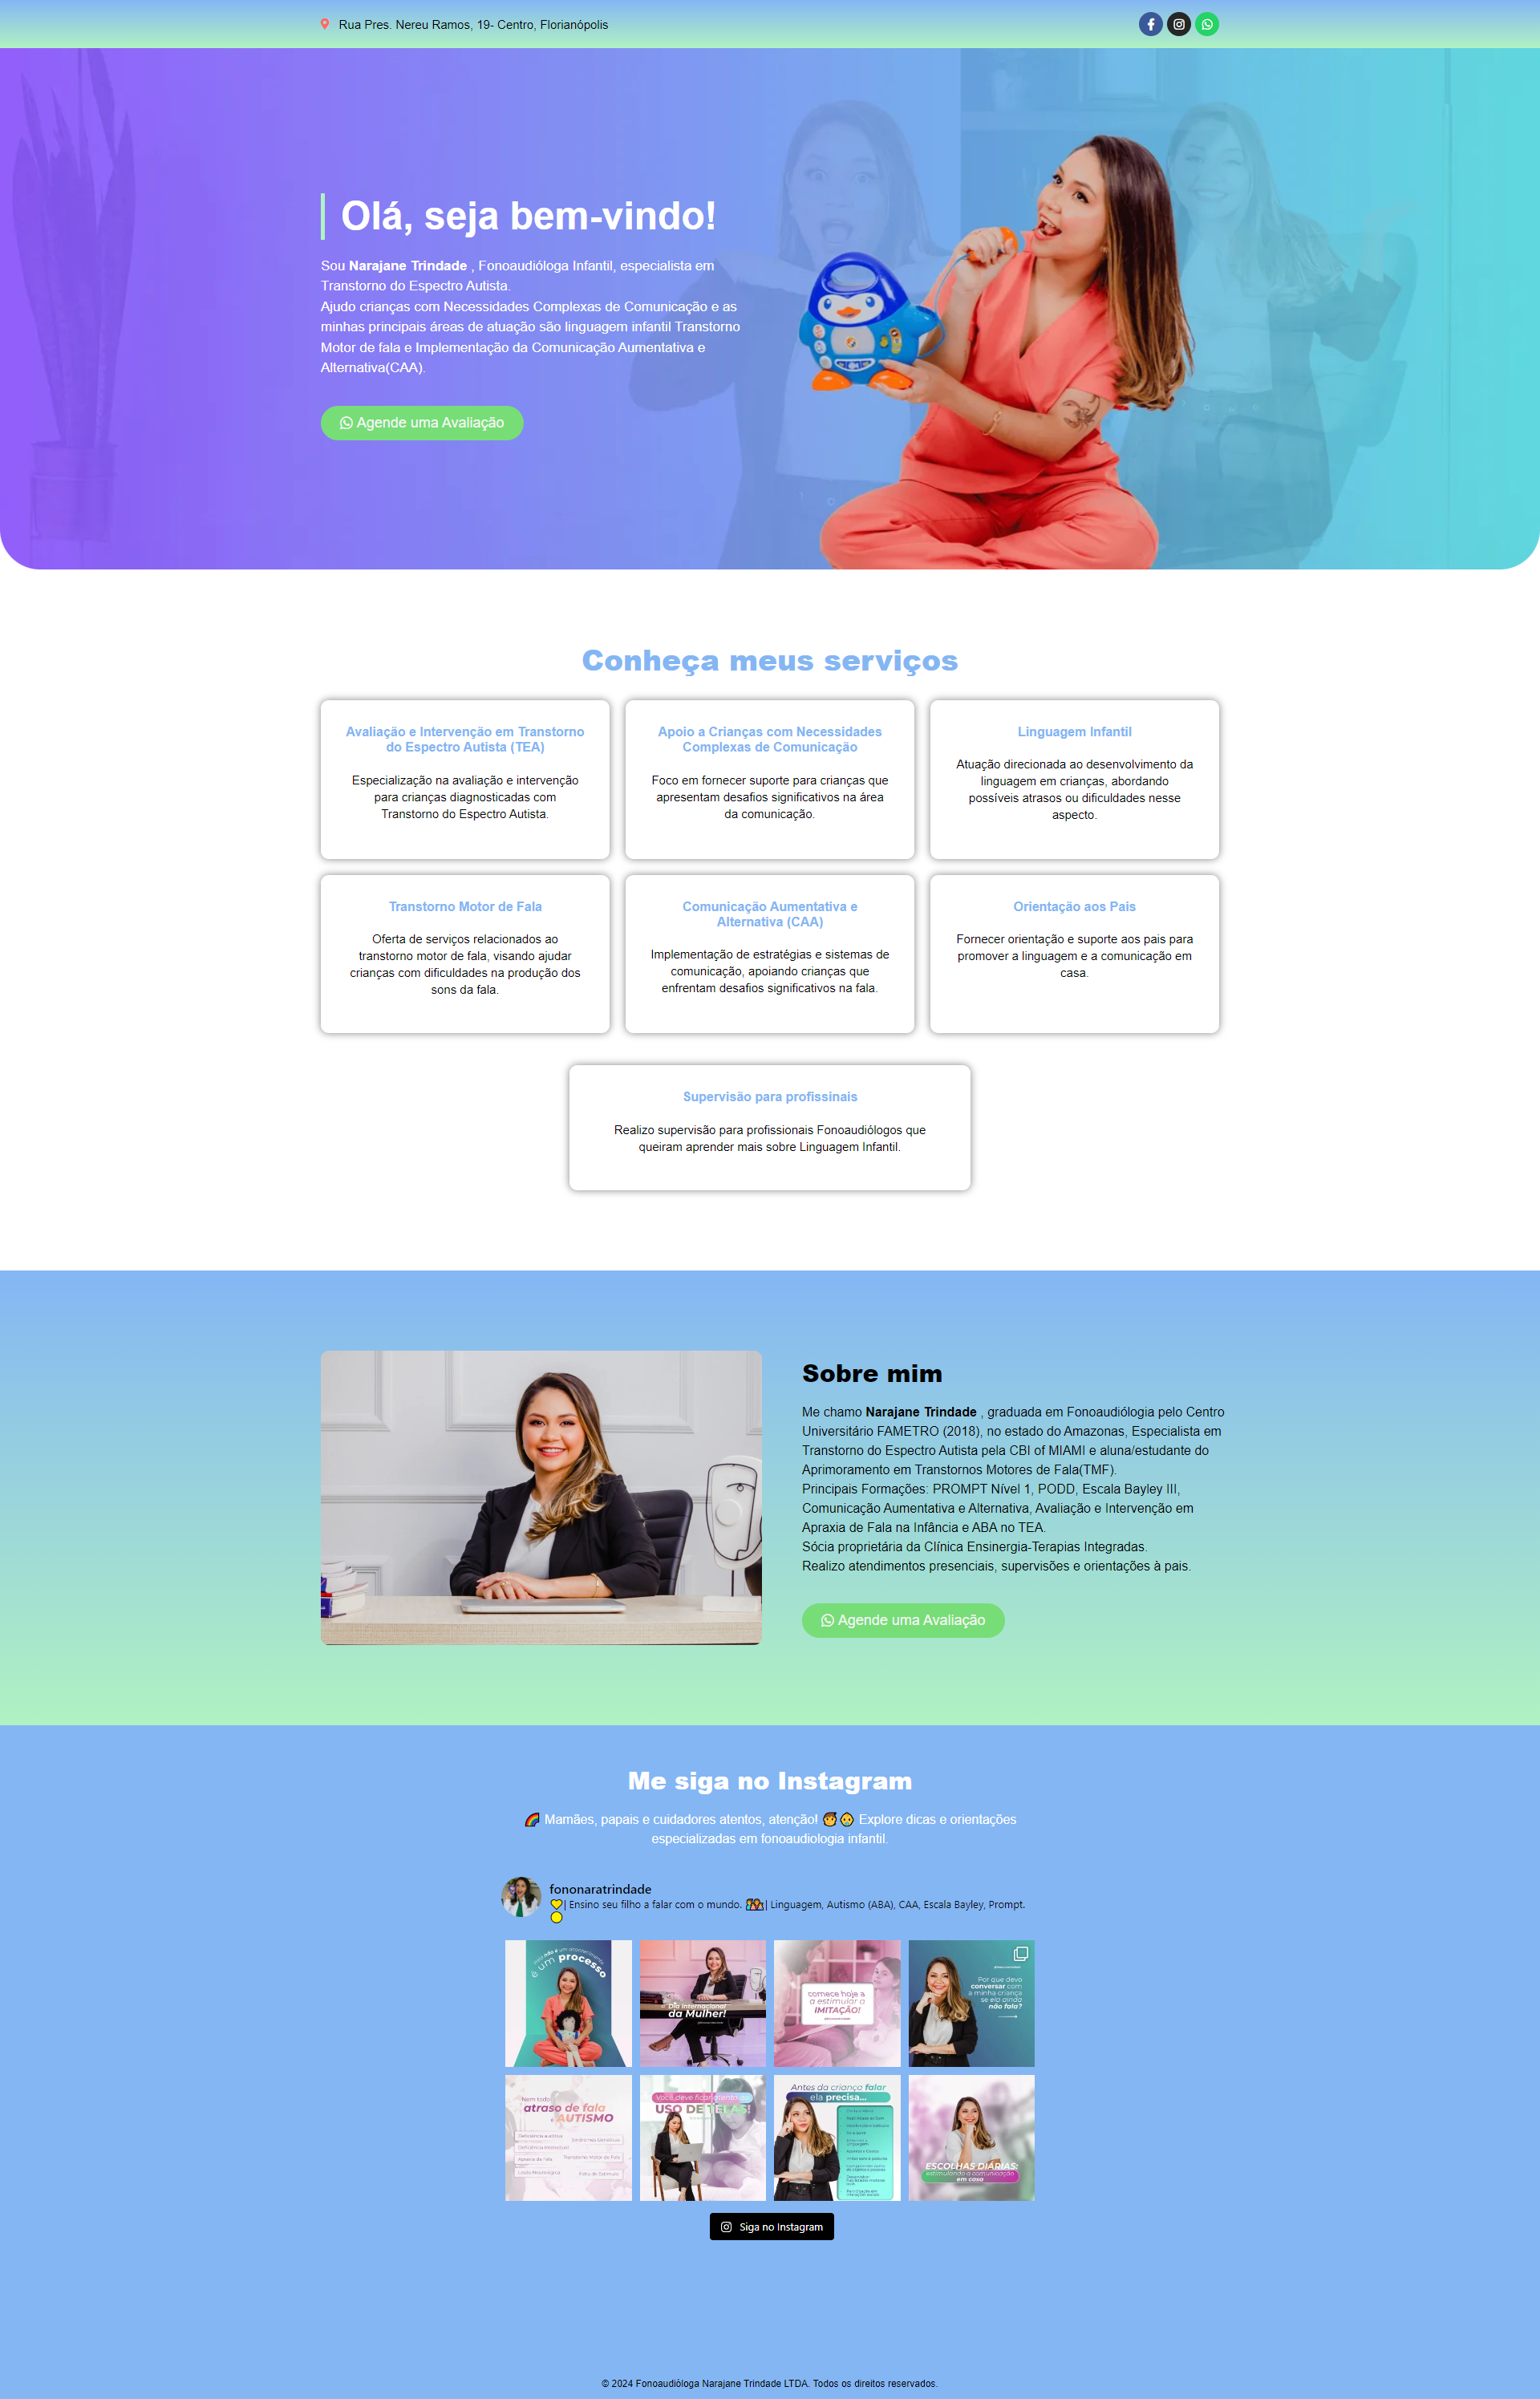 Rua Pres. Nereu Ramos, 19- Centro, Florianópolis
Olá, seja bem-vindo!
Sou Narajane Trindade , Fonoaudióloga Infantil, especialista em
Transtorno do Espectro Autista.
Ajudo crianças com Necessidades Complexas de Comunicação e as
minhas principais áreas de atuação são linguagem infantil Transtorno
Motor de fala e Implementação da Comunicação Aumentativa e
Alternativa(CAA).
Agende uma Avaliação
Conheça meus serviços
Avaliação e Intervenção em Transtorno
do Espectro Autista (TEA)
Especialização na avaliação e intervenção
para crianças diagnosticadas com
Transtorno do Espectro Autista.
Apoio a Crianças com Necessidades
Complexas de Comunicação
Foco em fornecer suporte para crianças que
apresentam desafios significativos na área
da comunicação.
Linguagem Infantil
Atuação direcionada ao desenvolvimento da
linguagem em crianças, abordando
possíveis atrasos ou dificuldades nesse
aspecto.
Transtorno Motor de Fala
Oferta de serviços relacionados ao
transtorno motor de fala, visando ajudar
crianças com dificuldades na produção dos
sons da fala.
Comunicação Aumentativa e
Alternativa (CAA)
Implementação de estratégias e sistemas de
comunicação, apoiando crianças que
enfrentam desafios significativos na fala.
Orientação aos Pais
Fornecer orientação e suporte aos pais para
promover a linguagem e a comunicação em
casa.
Supervisão para profissinais
Realizo supervisão para profissionais Fonoaudiólogos que
queiram aprender mais sobre Linguagem Infantil.
Sobre mim
Me chamo Narajane Trindade , graduada em Fonoaudiólogia pelo Centro
Universitário FAMETRO (2018), no estado do Amazonas, Especialista em
Transtorno do Espectro Autista pela CBI of MIAMI e aluna/estudante do
Aprimoramento em Transtornos Motores de Fala(TMF).
Principais Formações: PROMPT Nível 1, PODD, Escala Bayley III,
Comunicação Aumentativa e Alternativa, Avaliação e Intervenção em
Apraxia de Fala na Infância e ABA no TEA.
Sócia proprietária da Clínica Ensinergia-Terapias Integradas.
Realizo atendimentos presenciais, supervisões e orientações à pais.
Agende uma Avaliação
Me siga no Instagram
🌈 Mamães, papais e cuidadores atentos, atenção! 🧒👶 Explore dicas e orientações
especializadas em fonoaudiologia infantil.
fononaratrindade
💛| Ensino seu filho a falar com o mundo. 👩‍👧‍👦| Linguagem, Autismo (ABA), CAA, Escala Bayley, Prompt.
🟡
é um processo
Dia Internacional
da Mulher!
comece hoje a
a estimular a
IMITAÇÃO!
Por que devo
conversar com
a minha criança
se ela ainda
não fala?
Nem todo
atraso de fala
é AUTISMO
Você deve ficar
USO DE TELAS!
Antes da criança falar
ela precisa...
ESCOLHAS DIÁRIAS:
estimulando a comunicação
em casa
Siga no Instagram
© 2024 Fonoaudióloga Narajane Trindade LTDA. Todos os direitos reservados.